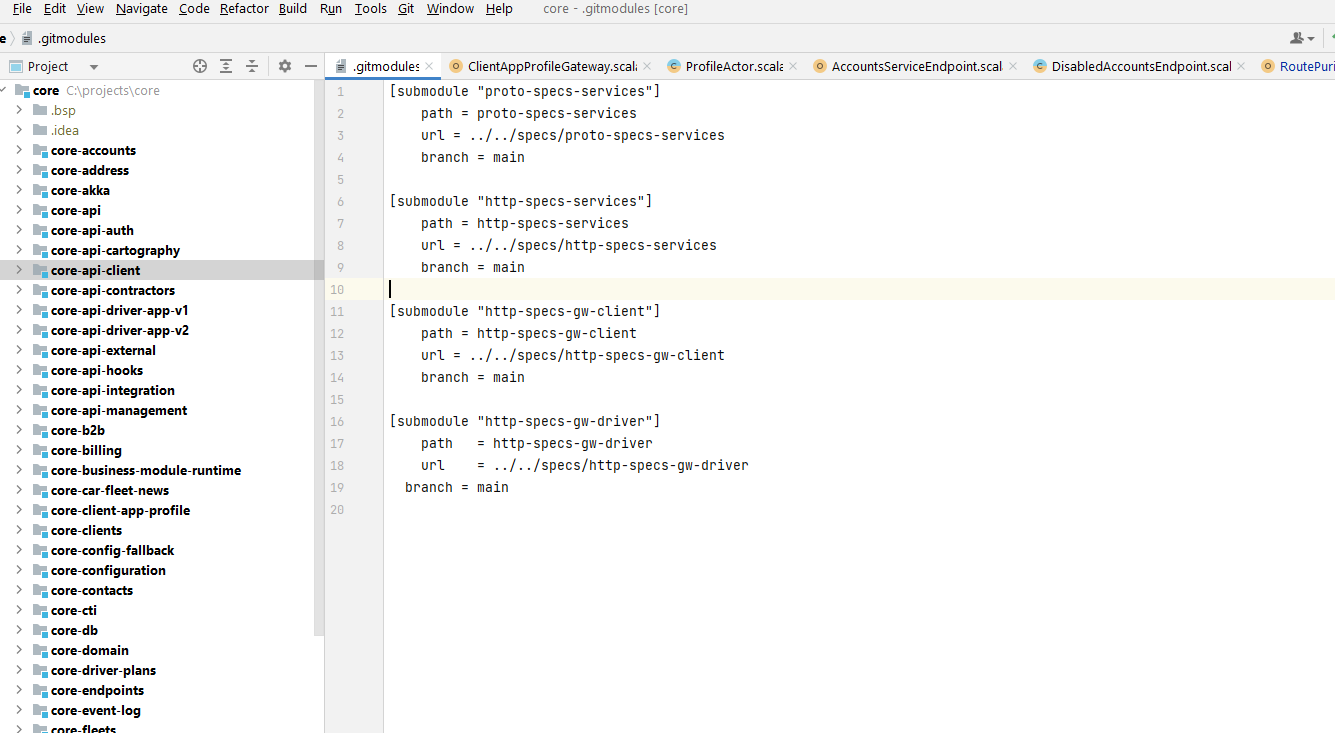 File Edit View Navigate Code Refactor Build Run Tools Git Window Help core - .gitmodules [core]
e .gitmodules
Project
.gitmodules ClientAppProfileGateway.scala ProfileActor.scala AccountsServiceEndpoint.scal DisabledAccountsEndpoint.scal RoutePuri
core C:\projects\core
.bsp
.idea
core-accounts
core-address
core-akka
core-api
core-api-auth
core-api-cartography
core-api-client
core-api-contractors
core-api-driver-app-v1
core-api-driver-app-v2
core-api-external
core-api-hooks
core-api-integration
core-api-management
core-b2b
core-billing
core-business-module-runtime
core-car-fleet-news
core-client-app-profile
core-clients
core-config-fallback
core-configuration
core-contacts
core-cti
core-db
core-domain
core-driver-plans
core-endpoints
core-event-log
core-fleets
1 [submodule "proto-specs-services"]
2 path = proto-specs-services
3 url = ../../specs/proto-specs-services
4 branch = main
5
6 [submodule "http-specs-services"]
7 path = http-specs-services
8 url = ../../specs/http-specs-services
9 branch = main
10
11 [submodule "http-specs-gw-client"]
12 path = http-specs-gw-client
13 url = ../../specs/http-specs-gw-client
14 branch = main
15
16 [submodule "http-specs-gw-driver"]
17 path = http-specs-gw-driver
18 url = ../../specs/http-specs-gw-driver
19 branch = main
20